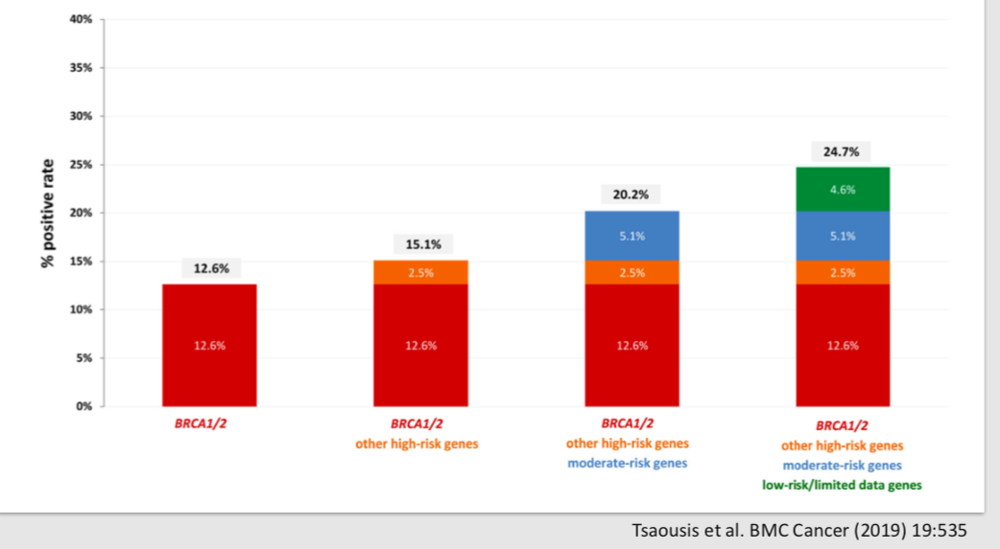 40%
35%
30%
25%
20%
15%
10%
5%
0%
% positive rate
12.6%
12.6%
15.1%
2.5%
12.6%
20.2%
5.1%
2.5%
12.6%
24.7%
4.6%
5.1%
2.5%
12.6%
BRCA1/2
BRCA1/2
other high-risk genes
BRCA1/2
other high-risk genes
moderate-risk genes
BRCA1/2
other high-risk genes
moderate-risk genes
low-risk/limited data genes
Tsaousis et al. BMC Cancer (2019) 19:535